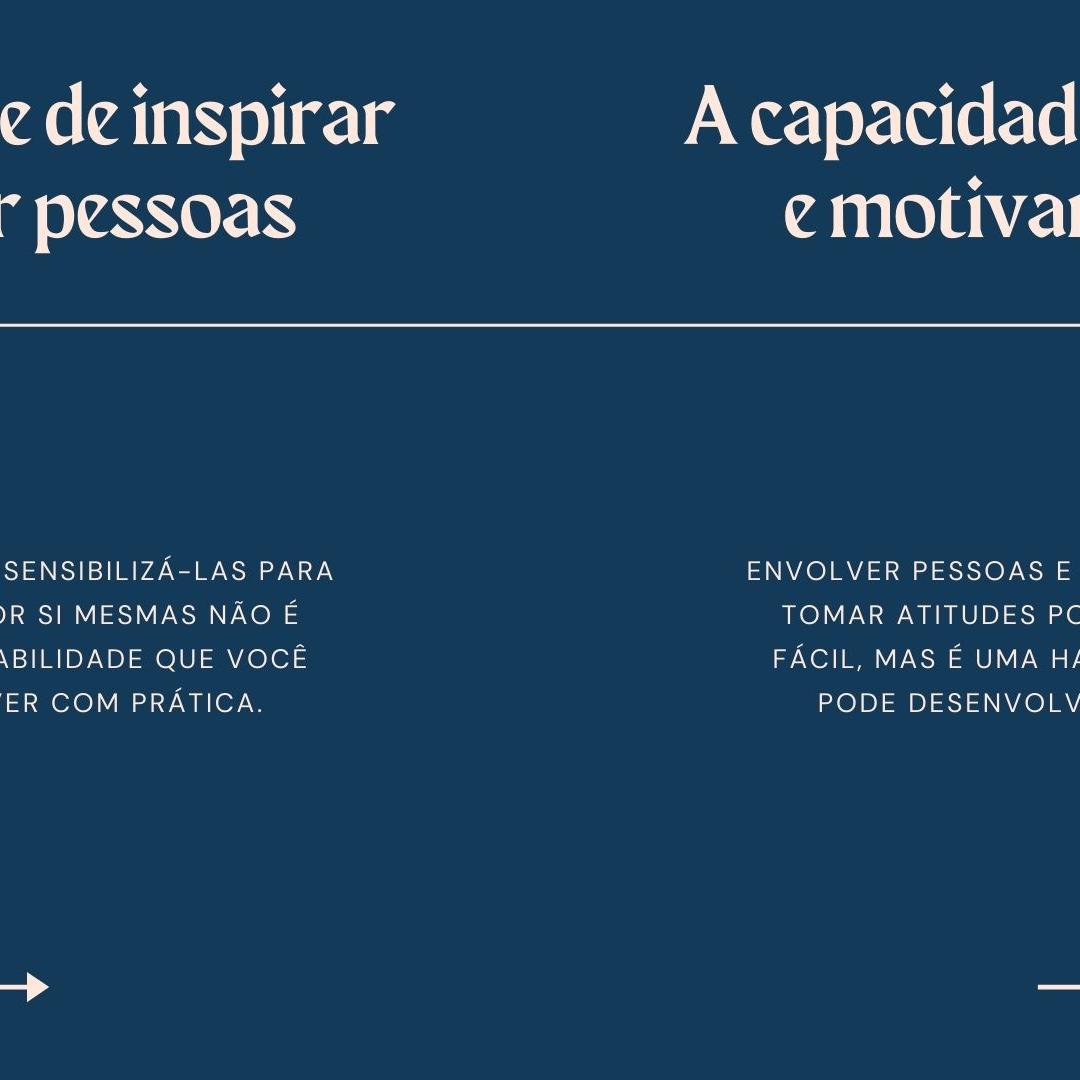 e de inspirar
r pessoas
A capacidad
e motivar
SENSIBILIZÁ-LAS PARA
OR SI MESMAS NÃO É
ABILIDADE QUE VOCÊ
VER COM PRÁTICA.
ENVOLVER PESSOAS E
TOMAR ATITUDES PO
FÁCIL, MAS É UMA HA
PODE DESENVOLV